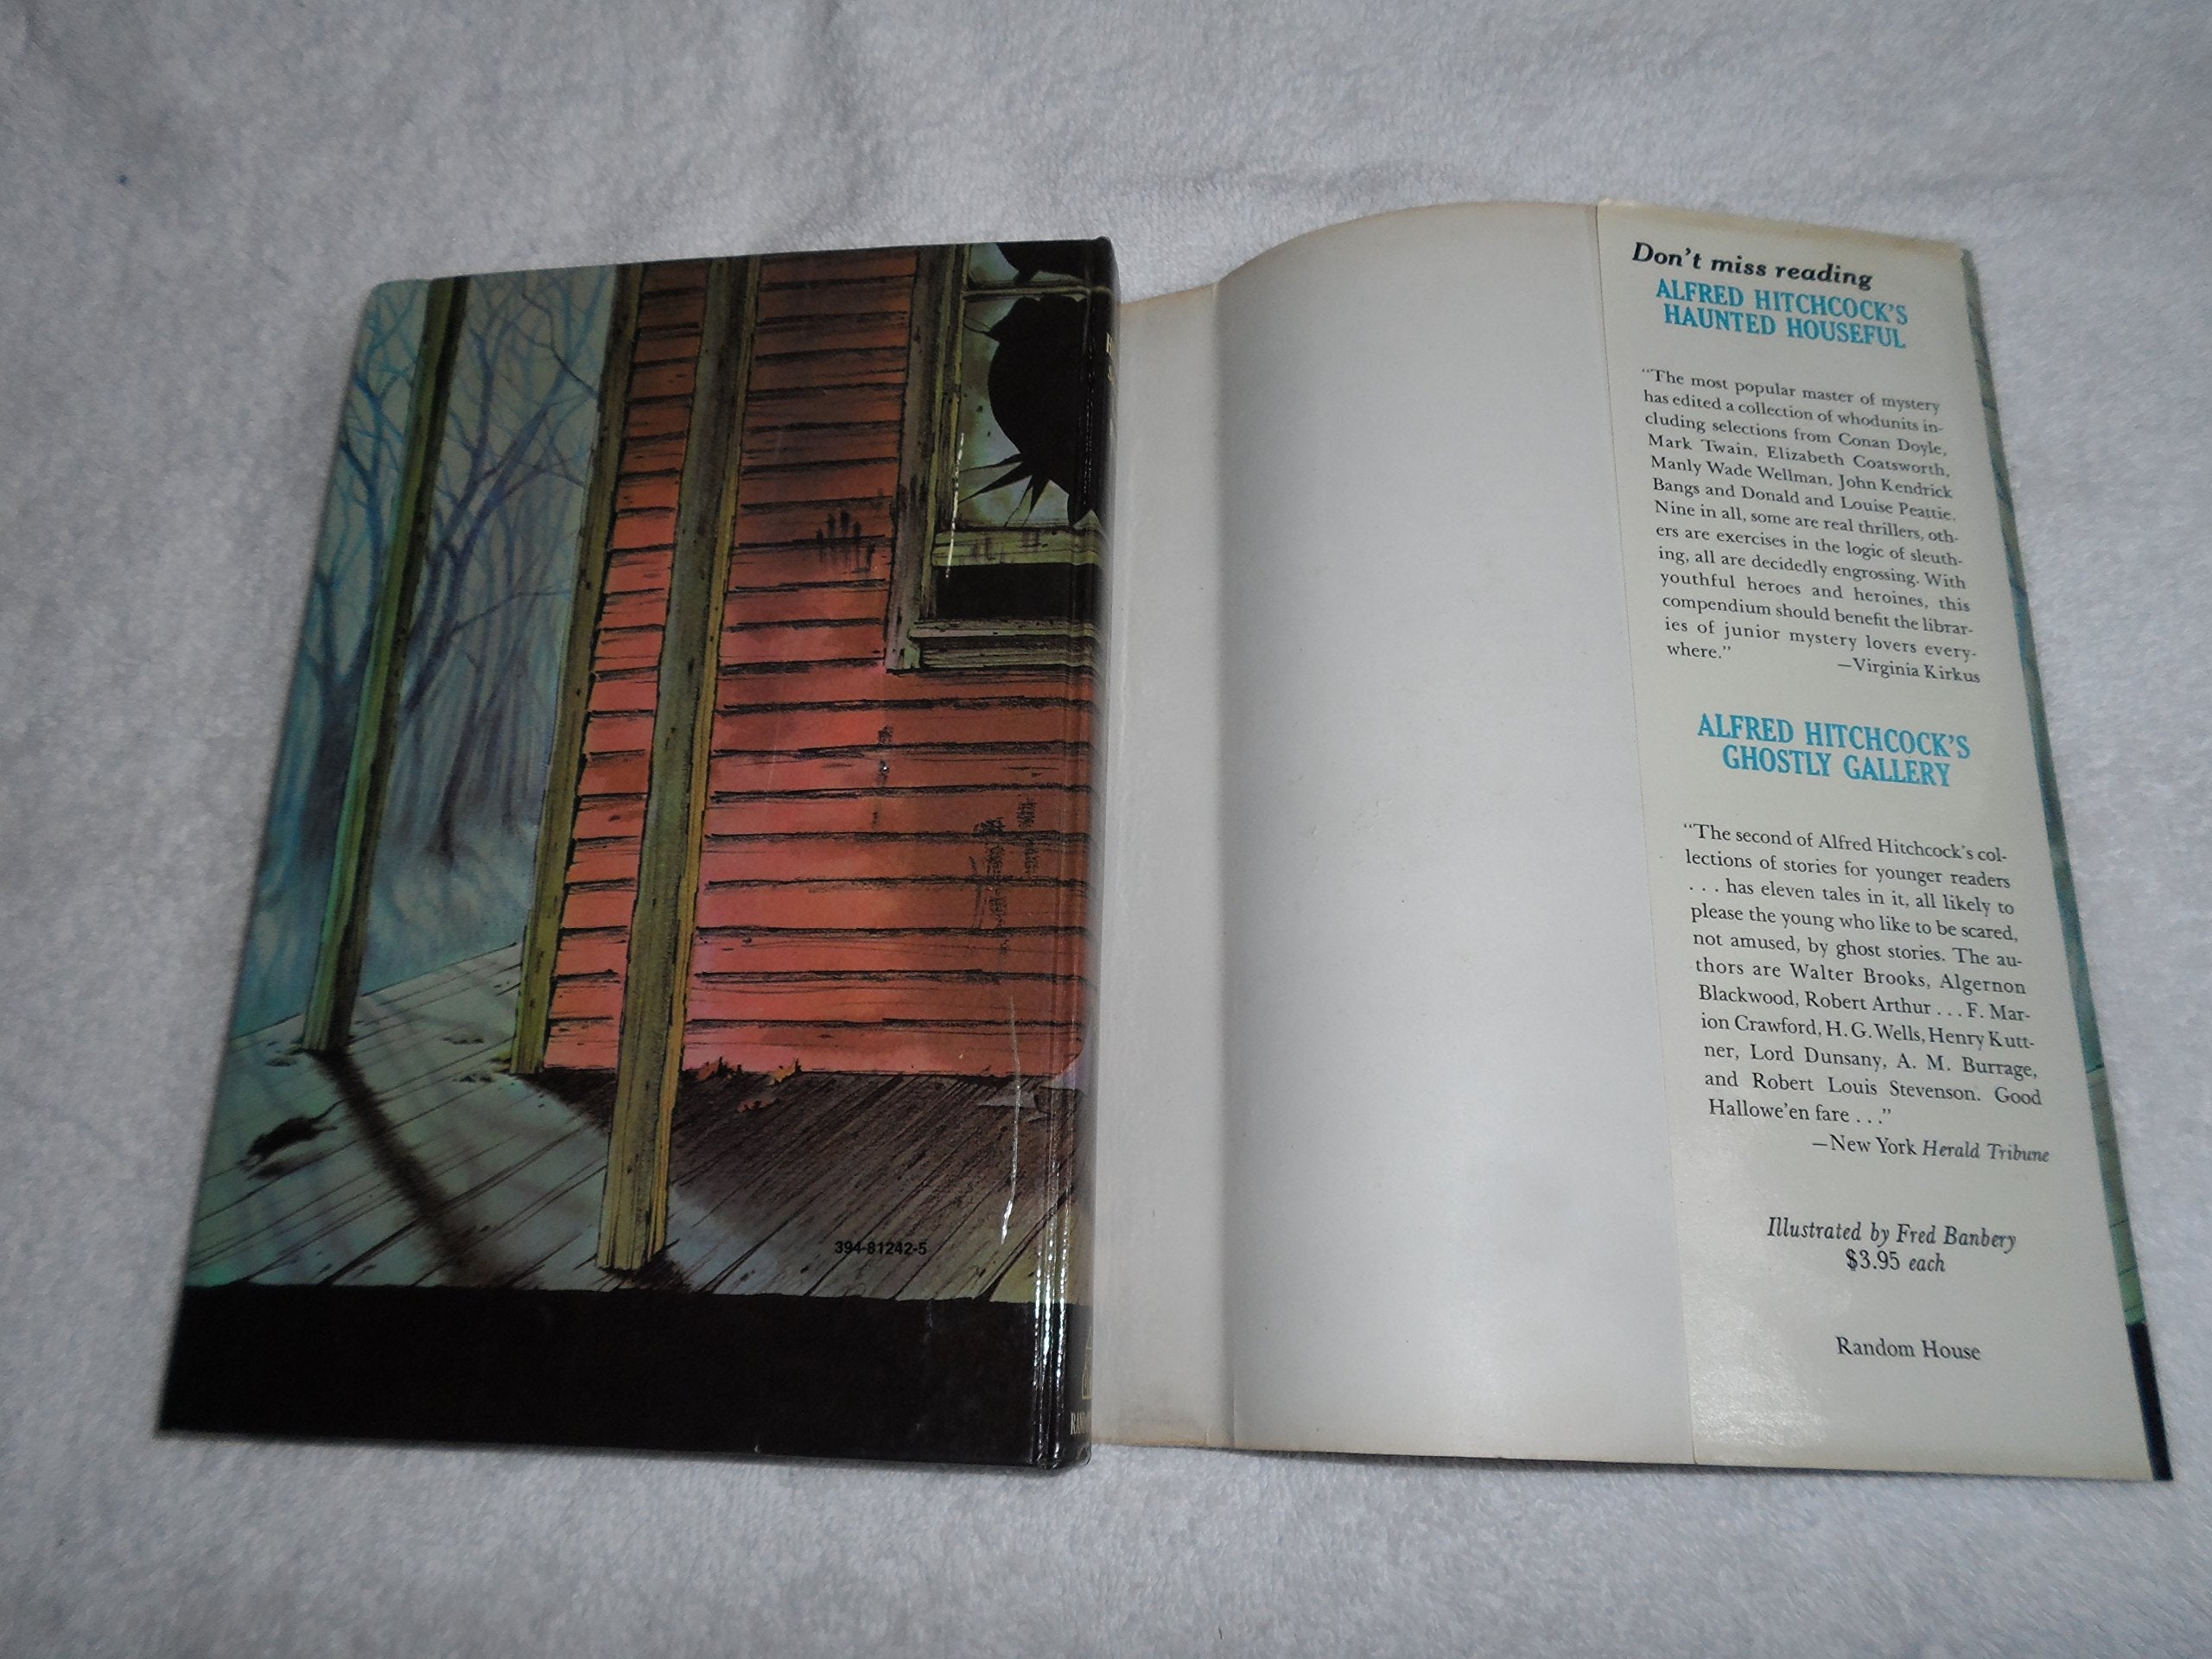 394-81242-5
Don't miss reading
ALFRED HITCHCOCK'S
HAUNTED HOUSEFUL
"The most popular master of mystery
has edited a collection of whodunits in-
cluding selections from Conan Doyle,
Mark Twain, Elizabeth Coatsworth,
Manly Wade Wellman, John Kendrick
Bangs and Donald and Louise Peattie.
Nine in all, some are real thrillers, oth-
ers are exercises in the logic of sleuth-
ing, all are decidedly engrossing. With
youthful heroes and heroines, this
compendium should benefit the librar-
ies of junior mystery lovers every-
where."
—Virginia Kirkus
ALFRED HITCHCOCK'S
GHOSTLY GALLERY
"The second of Alfred Hitchcock's col-
lections of stories for younger readers
. . . has eleven tales in it, all likely to
please the young who like to be scared,
not amused, by ghost stories. The au-
thors are Walter Brooks, Algernon
Blackwood, Robert Arthur . . . F. Mar-
ion Crawford, H. G. Wells, Henry Kutt-
ner, Lord Dunsany, A. M. Burrage,
and Robert Louis Stevenson. Good
Hallowe'en fare . . ."
—New York Herald Tribune
Illustrated by Fred Banbery
$3.95 each
Random House